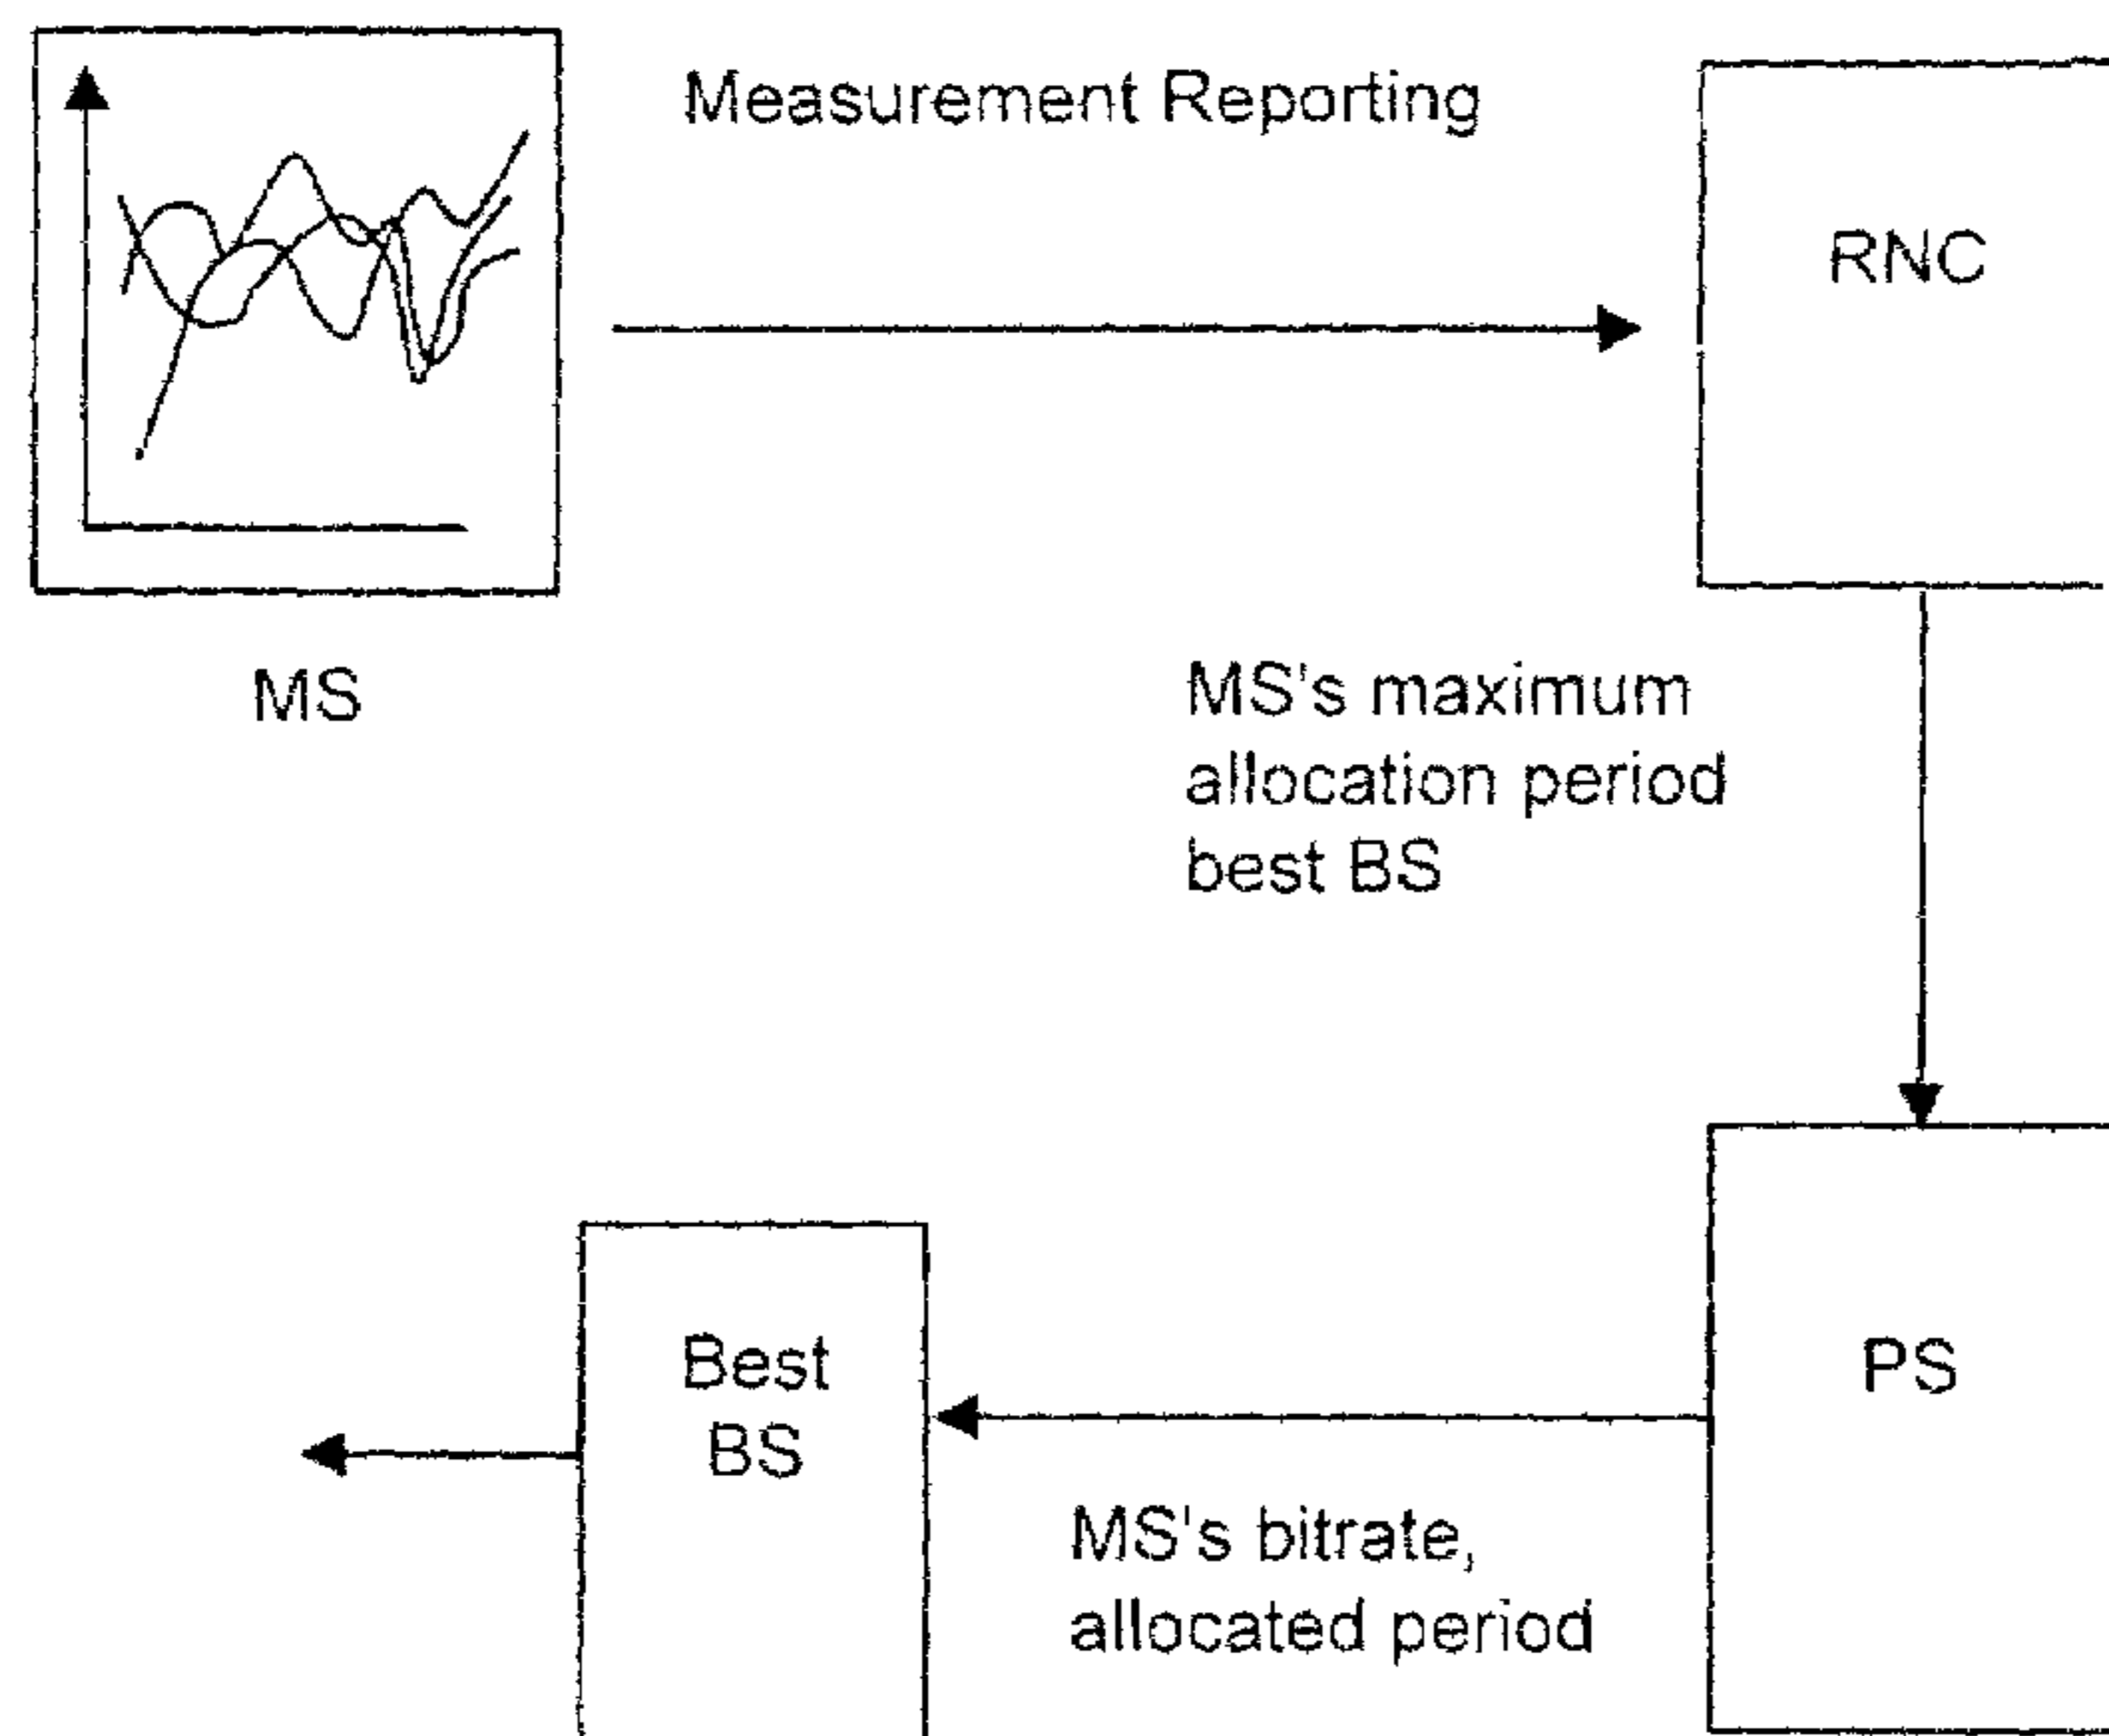 Measurement Reporting
RNC
MS
MS's maximum
allocation period
best BS
Best
BS
PS
MS's bitrate,
allocated period